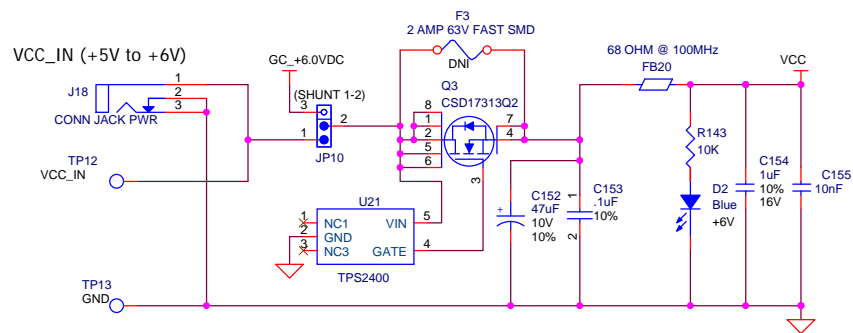 F3
2 AMP 63V FAST SMD
DNI
VCC_IN (+5V to +6V)
GC_+6.0VDC
68 OHM @ 100MHz
FB20
VCC
J18
1
2
3
CONN JACK PWR
(SHUNT 1-2)
3
2
1
JP10
Q3
CSD17313Q2
8
1
2
5
6
7
4
3
R143
10K
TP12
VCC_IN
C154
1uF
10%
16V
C155
10nF
D2
Blue
+6V
C152
47uF
10V
10%
+
C153
.1uF
10%
1
2
U21
1
NC1
VIN
5
2
GND
3
NC3
GATE
4
TPS2400
TP13
GND